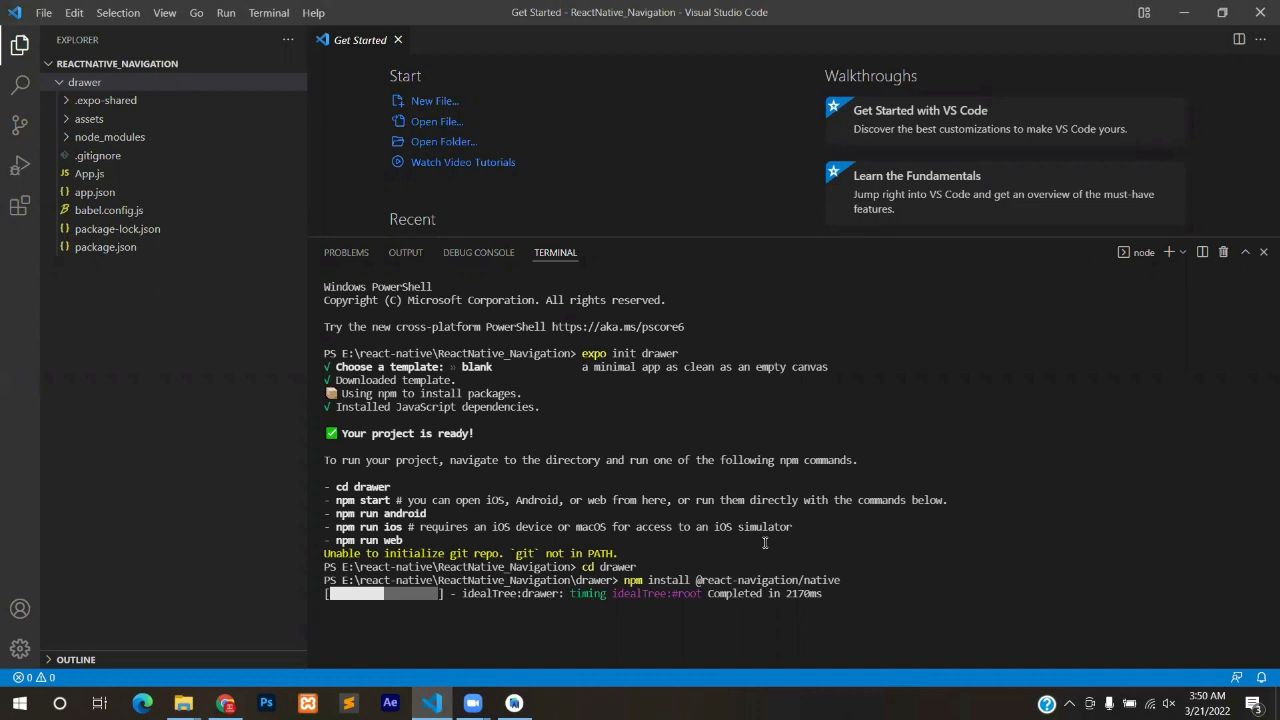 File Edit Selection View Go Run Terminal Help
Get Started - ReactNative_Navigation - Visual Studio Code
EXPLORER
REACTNATIVE_NAVIGATION
drawer
.expo-shared
assets
node_modules
.gitignore
App.js
app.json
babel.config.js
package-lock.json
package.json
OUTLINE
Get Started
Start
New File...
Open File...
Open Folder...
Watch Video Tutorials
Recent
Walkthroughs
Get Started with VS Code
Discover the best customizations to make VS Code yours.
Learn the Fundamentals
Jump right into VS Code and get an overview of the must-have
features.
PROBLEMS OUTPUT DEBUG CONSOLE TERMINAL
node
Windows PowerShell
Copyright (C) Microsoft Corporation. All rights reserved.
Try the new cross-platform PowerShell https://aka.ms/pscore6
PS E:\react-native\ReactNative_Navigation> expo init drawer
√ Choose a template: » blank a minimal app as clean as an empty canvas
√ Downloaded template.
Using npm to install packages.
√ Installed JavaScript dependencies.
✅ Your project is ready!
To run your project, navigate to the directory and run one of the following npm commands.
- cd drawer
- npm start # you can open iOS, Android, or web from here, or run them directly with the commands below.
- npm run android
- npm run ios # requires an iOS device or macOS for access to an iOS simulator
- npm run web
Unable to initialize git repo. `git` not in PATH.
PS E:\react-native\ReactNative_Navigation> cd drawer
PS E:\react-native\ReactNative_Navigation\drawer> npm install @react-navigation/native
[ ] - idealTree:drawer: timing idealTree:#root Completed in 2170ms
0 0
Ps
Ae
3:50 AM
3/21/2022
3